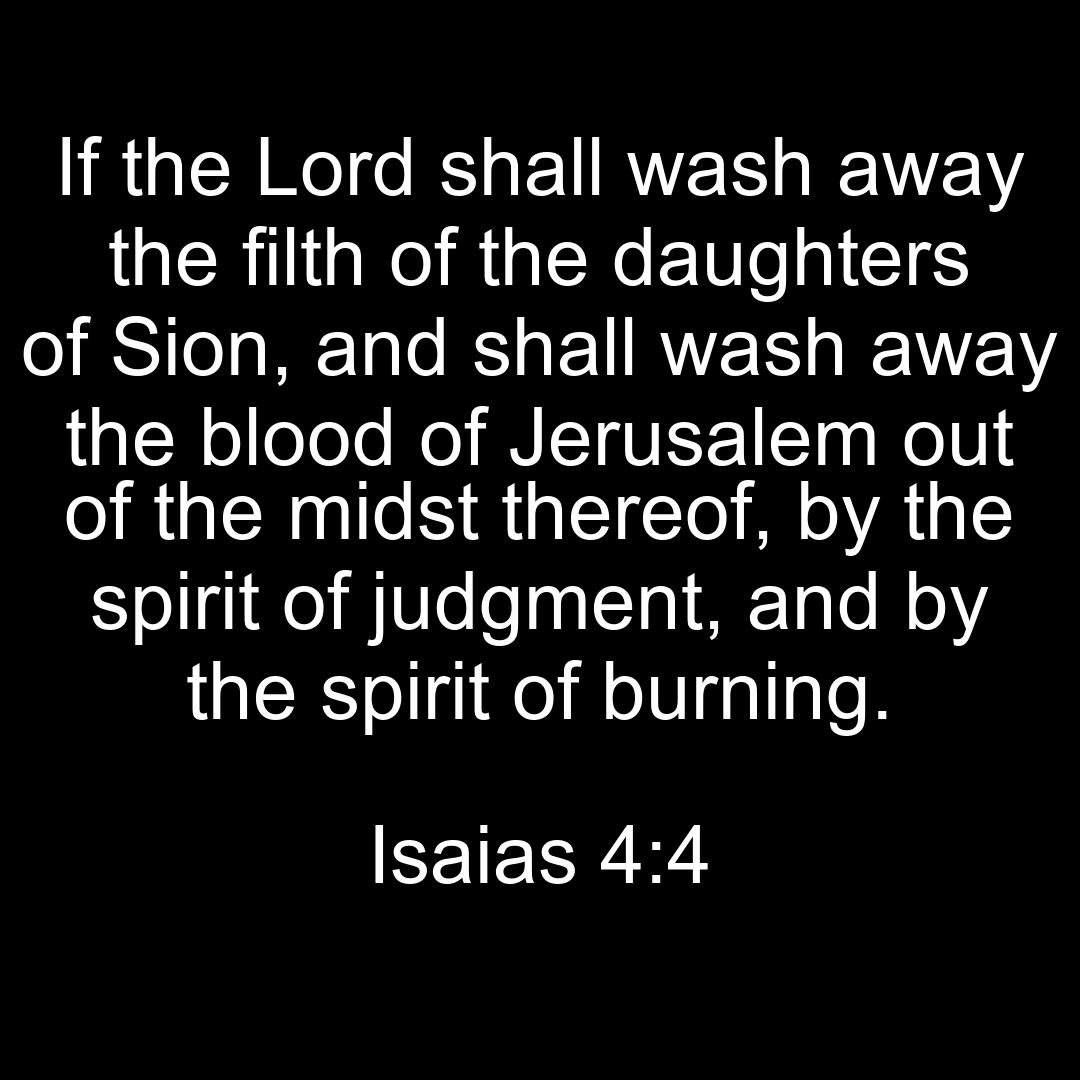 If the Lord shall wash away
the filth of the daughters
of Sion, and shall wash away
the blood of Jerusalem out
of the midst thereof, by the
spirit of judgment, and by
the spirit of burning.
Isaias 4:4